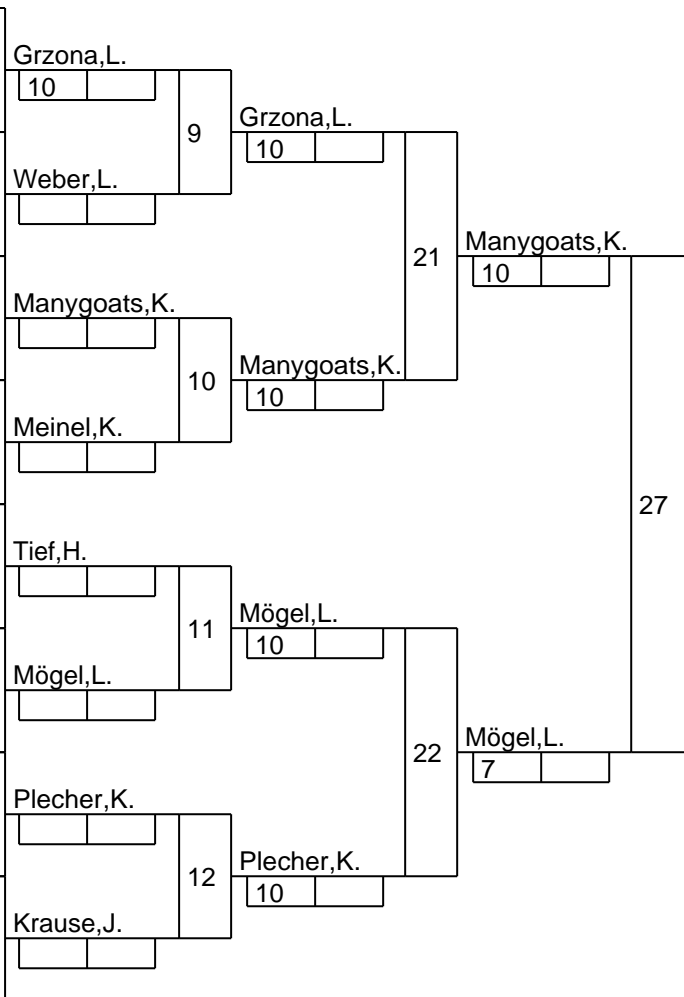 Grzona,L.
10
9
Grzona,L.
10
Weber,L.
21
Manygoats,K.
10
Manygoats,K.
10
Manygoats,K.
10
Meinel,K.
27
Tief,H.
11
Mögel,L.
10
Mögel,L.
22
Mögel,L.
7
Plecher,K.
12
Plecher,K.
10
Krause,J.